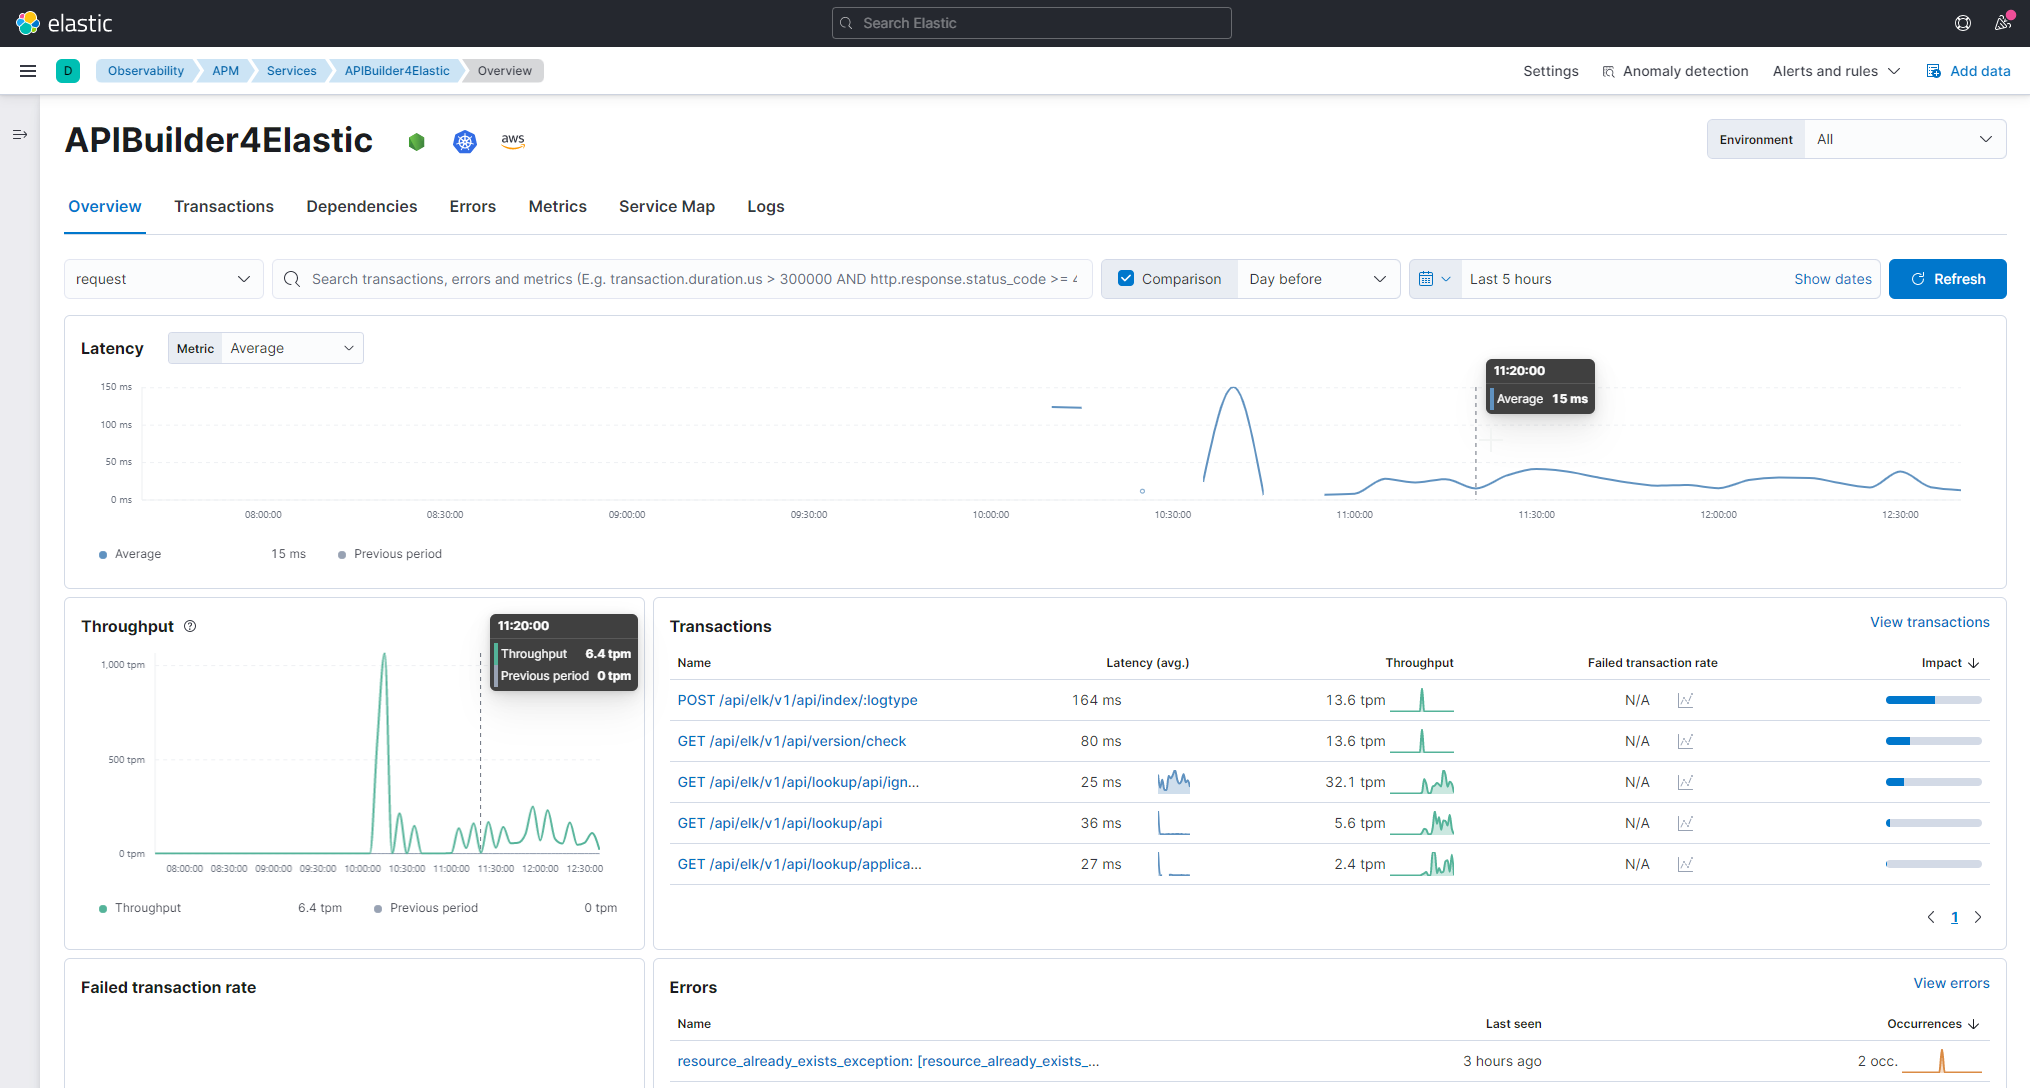 elastic
Search Elastic
D
Observability
APM
Services
APIBuilder4Elastic
Overview
Settings
Anomaly detection
Alerts and rules
Add data
APIBuilder4Elastic
aws
Environment
All
Overview
Transactions
Dependencies
Errors
Metrics
Service Map
Logs
request
Search transactions, errors and metrics (E.g. transaction.duration.us > 300000 AND http.response.status_code >= 4
Comparison
Day before
Last 5 hours
Show dates
Refresh
Latency
Metric
Average
150 ms
100 ms
50 ms
0 ms
11:20:00
Average 15 ms
08:00:00
08:30:00
09:00:00
09:30:00
10:00:00
10:30:00
11:00:00
11:30:00
12:00:00
12:30:00
Average 15 ms
Previous period
Throughput
11:20:00
Throughput 6.4 tpm
Previous period 0 tpm
1,000 tpm
500 tpm
0 tpm
08:00:00 08:30:00 09:00:00 09:30:00 10:00:00 10:30:00 11:00:00 11:30:00 12:00:00 12:30:00
Throughput 6.4 tpm
Previous period 0 tpm
Transactions
View transactions
Name Latency (avg.) Throughput Failed transaction rate Impact
POST /api/elk/v1/api/index/:logtype 164 ms 13.6 tpm N/A
GET /api/elk/v1/api/version/check 80 ms 13.6 tpm N/A
GET /api/elk/v1/api/lookup/api/ign... 25 ms 32.1 tpm N/A
GET /api/elk/v1/api/lookup/api 36 ms 5.6 tpm N/A
GET /api/elk/v1/api/lookup/applica... 27 ms 2.4 tpm N/A
1
Failed transaction rate
Errors
View errors
Name Last seen Occurrences
resource_already_exists_exception: [resource_already_exists_... 3 hours ago 2 occ.